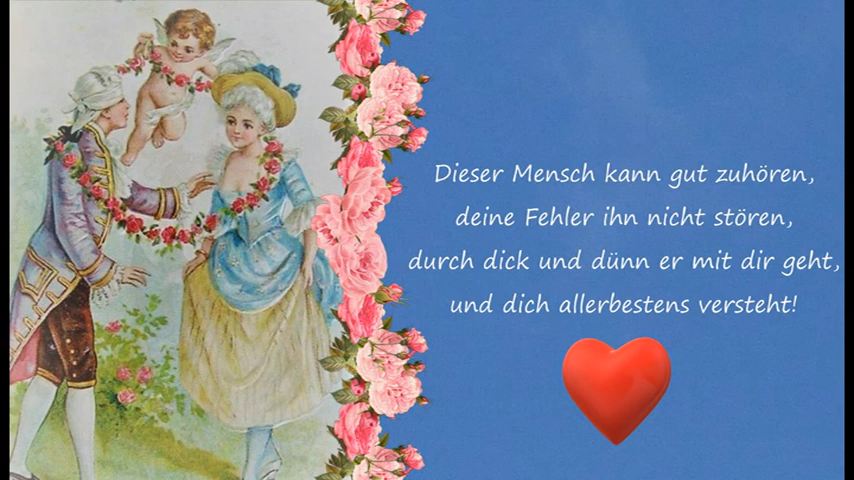 Dieser Mensch kann gut zuhören,
deine Fehler ihn nicht stören,
durch dick und dünn er mit dir geht,
und dich allerbestens versteht!